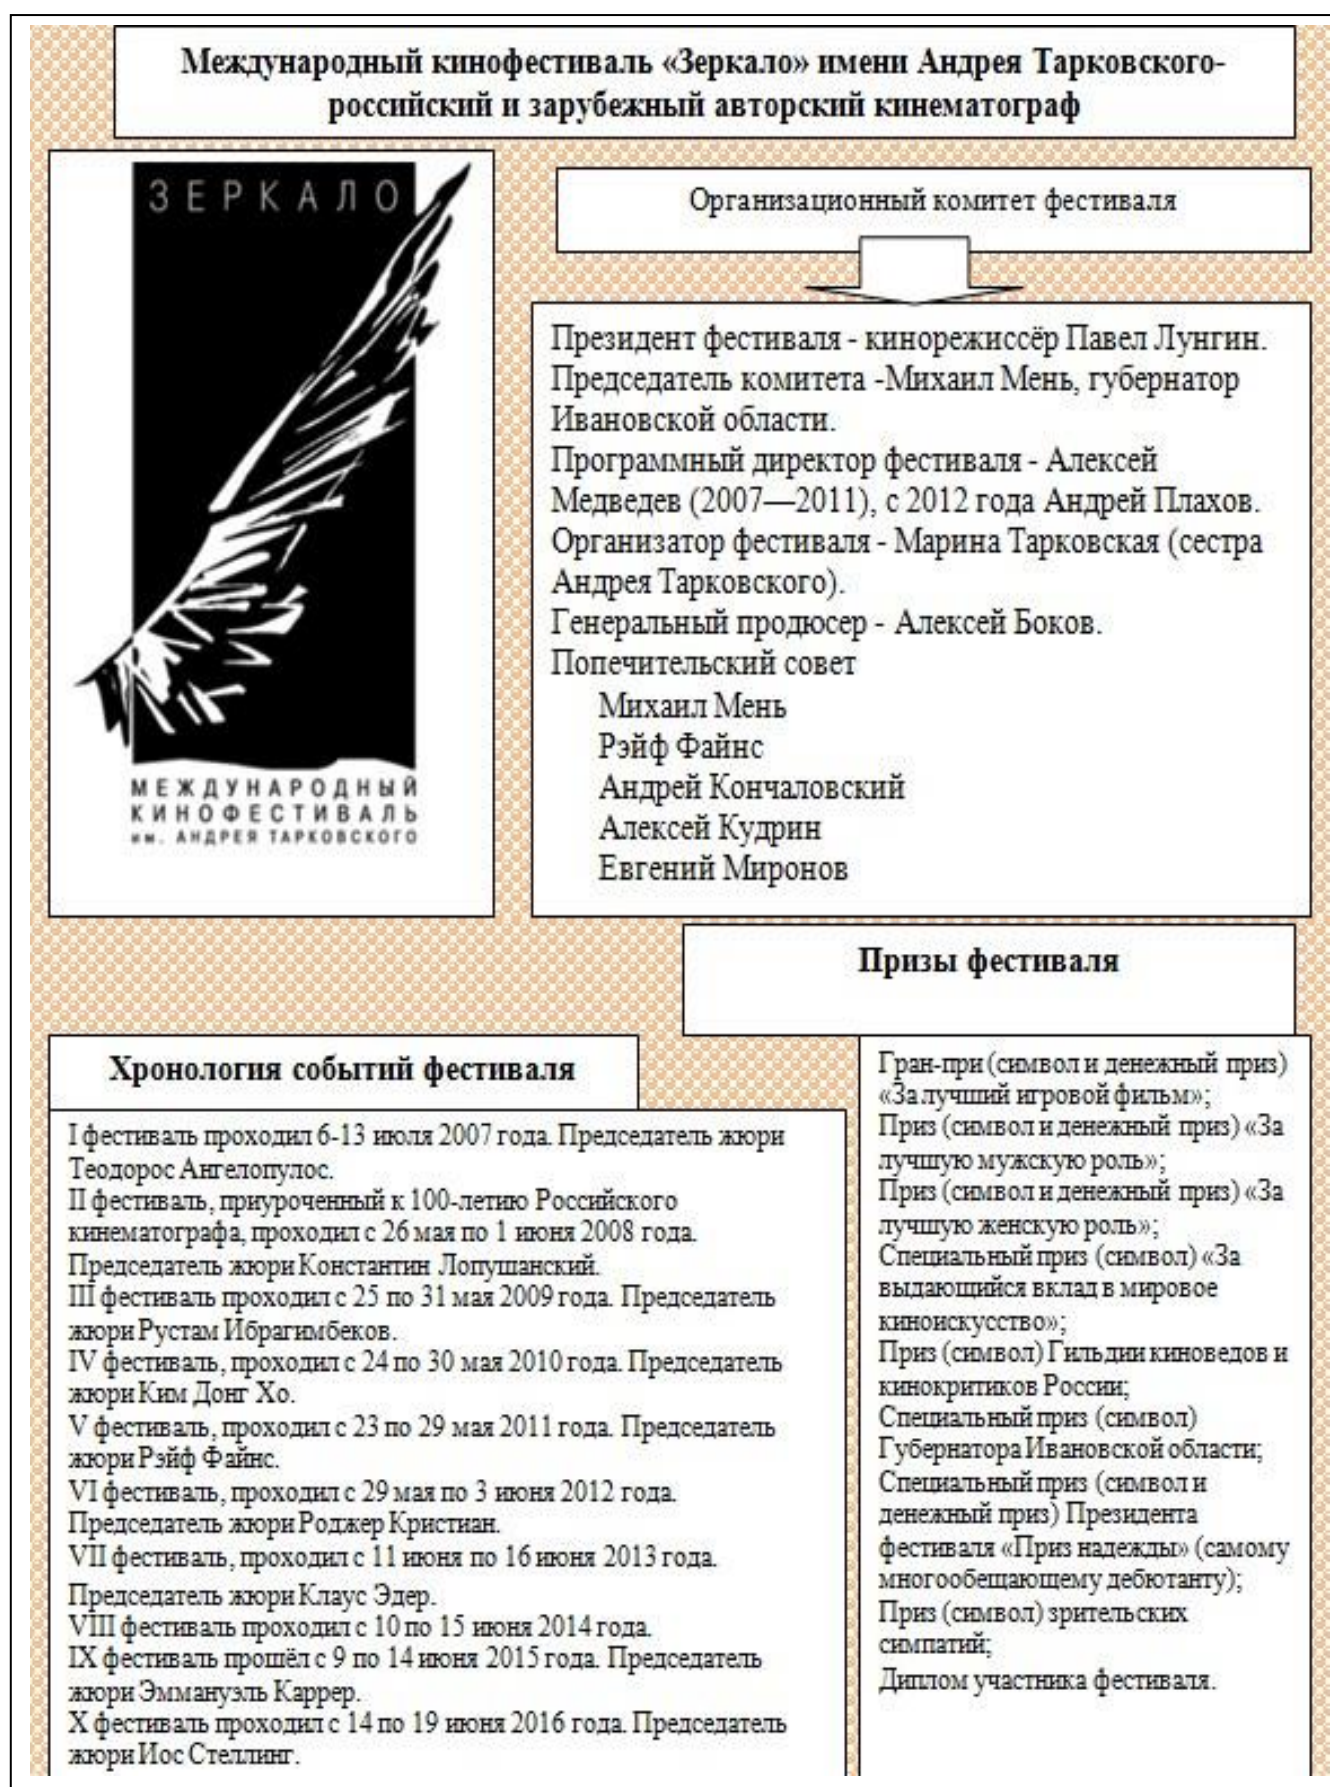 Международный кинофестиваль «Зеркало» имени Андрея Тарковского-
российский и зарубежный авторский кинематограф
ЗЕРКАЛО
МЕЖДУНАРОДНЫЙ
КИНОФЕСТИВАЛЬ
им. АНДРЕЯ ТАРКОВСКОГО
Организационный комитет фестиваля
Президент фестиваля - кинорежиссёр Павел Лунгин.
Председатель комитета -Михаил Мень, губернатор
Ивановской области.
Программный директор фестиваля - Алексей
Медведев (2007—2011), с 2012 года Андрей Плахов.
Организатор фестиваля - Марина Тарковская (сестра
Андрея Тарковского).
Генеральный продюсер - Алексей Боков.
Попечительский совет
Михаил Мень
Рэйф Файнс
Андрей Кончаловский
Алексей Кудрин
Евгений Миронов
Хронология событий фестиваля
I фестиваль проходил 6-13 июля 2007 года. Председатель жюри
Теодорос Ангелопулос.
II фестиваль, приуроченный к 100-летию Российского
кинематографа, проходил с 26 мая по 1 июня 2008 года.
Председатель жюри Константин Лопушанский.
III фестиваль проходил с 25 по 31 мая 2009 года. Председатель
жюри Рустам Ибрагимбеков.
IV фестиваль, проходил с 24 по 30 мая 2010 года. Председатель
жюри Ким Донг Хо.
V фестиваль, проходил с 23 по 29 мая 2011 года. Председатель
жюри Рэйф Файнс.
VI фестиваль, проходил с 29 мая по 3 июня 2012 года.
Председатель жюри Роджер Кристиан.
VII фестиваль, проходил с 11 июня по 16 июня 2013 года.
Председатель жюри Клаус Эдер.
VIII фестиваль проходил с 10 по 15 июня 2014 года.
IX фестиваль прошёл с 9 по 14 июня 2015 года. Председатель
жюри Эммануэль Каррер.
X фестиваль проходил с 14 по 19 июня 2016 года. Председатель
жюри Иос Стеллинг.
Призы фестиваля
Гран-при (символ и денежный приз)
«За лучший игровой фильм»;
Приз (символ и денежный приз) «За
лучшую мужскую роль»;
Приз (символ и денежный приз) «За
лучшую женскую роль»;
Специальный приз (символ) «За
выдающийся вклад в мировое
киноискусство»;
Приз (символ) Гильдии киноведов и
кинокритиков России;
Специальный приз (символ)
Губернатора Ивановской области;
Специальный приз (символ и
денежный приз) Президента
фестиваля «Приз надежды» (самому
многообещающему дебютанту);
Приз (символ) зрительских
симпатий;
Диплом участника фестиваля.